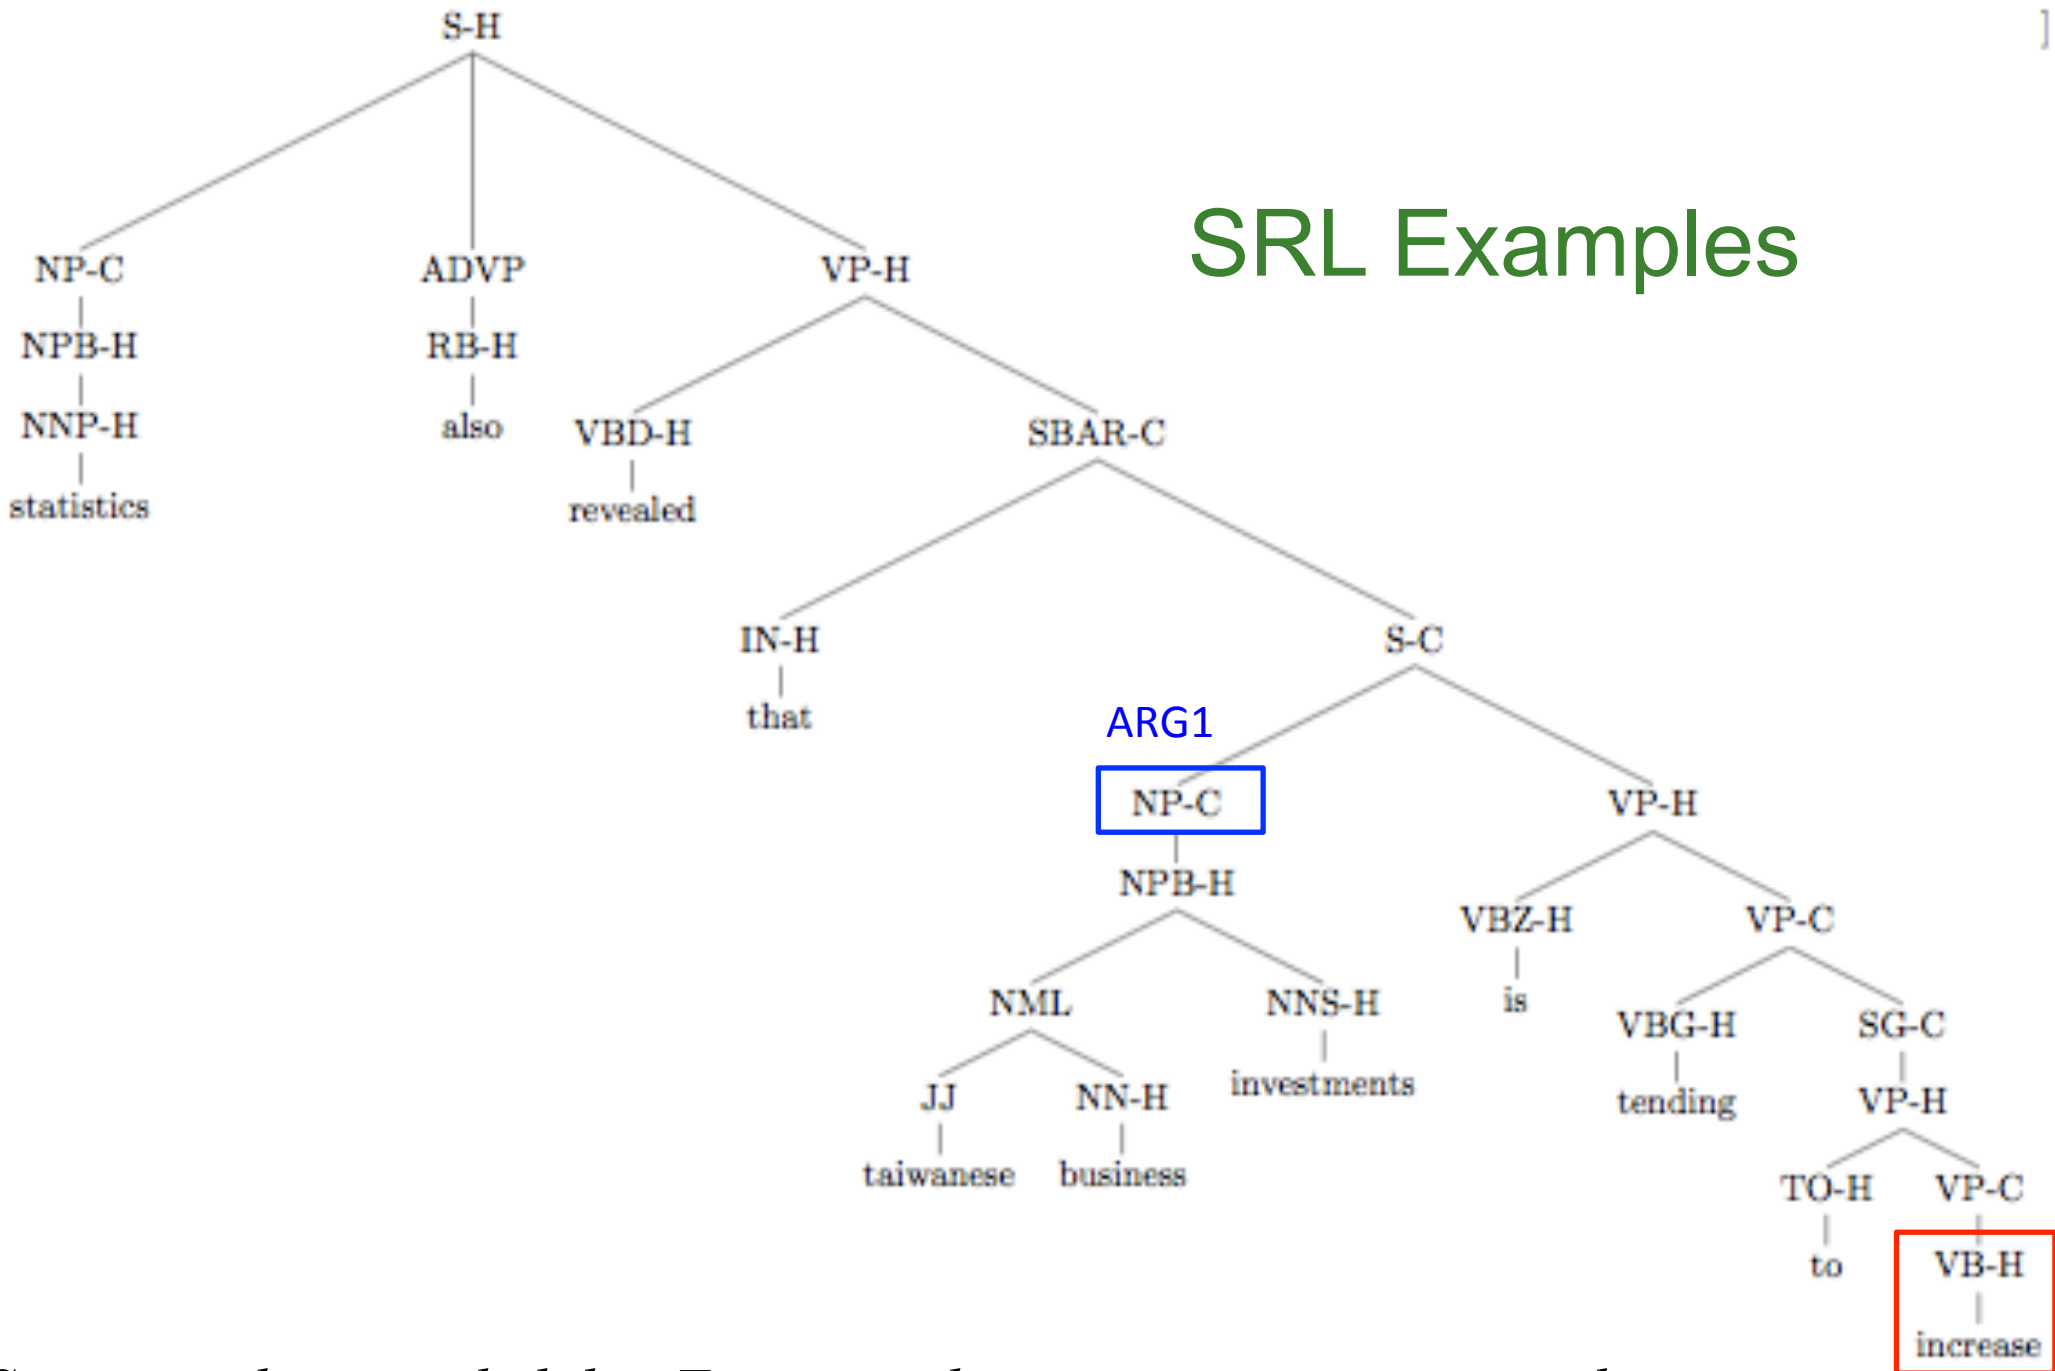 S-H ]
SRL Examples
NP-C ADVP VP-H
NPB-H RB-H
NNP-H also VBD-H SBAR-C
statistics revealed
IN-H S-C
that ARG1
NP-C VP-H
NPB-H
VBZ-H VP-C
NML NNS-H is VBG-H SG-C
JJ NN-H investments tending VP-H
taiwanese business
TO-H VP-C
to VB-H
increase